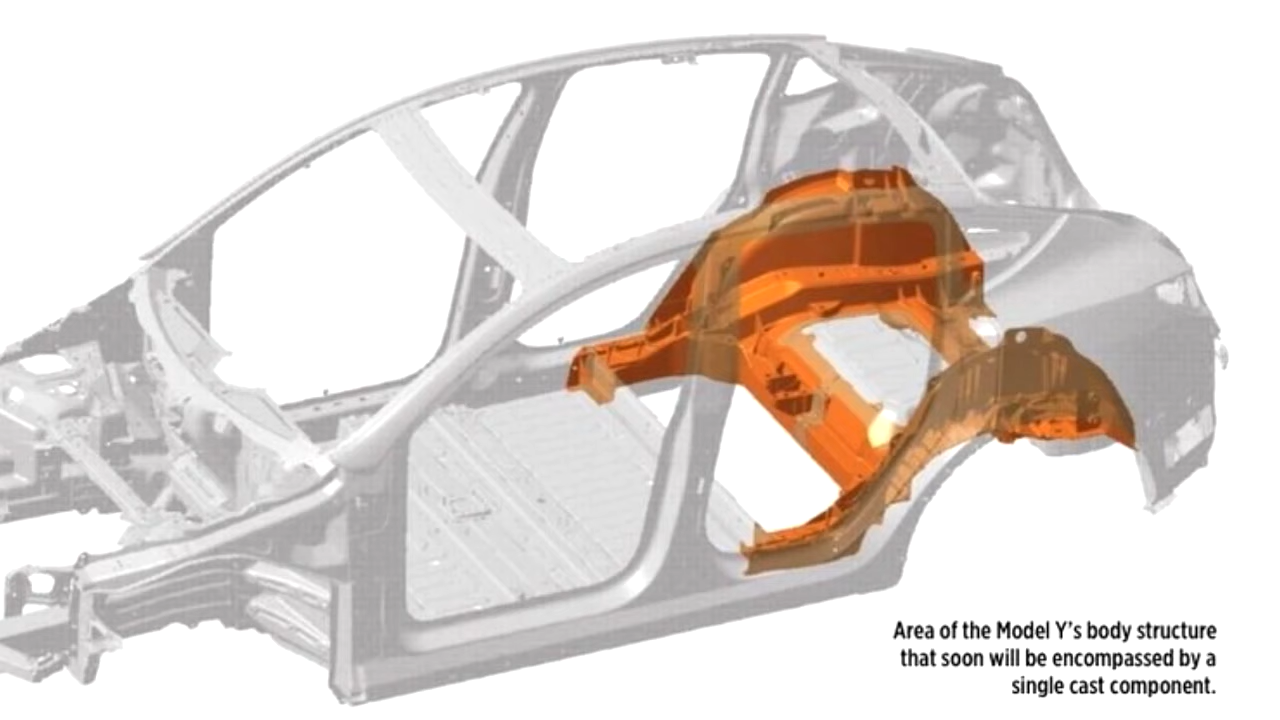 Area of the Model Y’s body structure
that soon will be encompassed by a
single cast component.